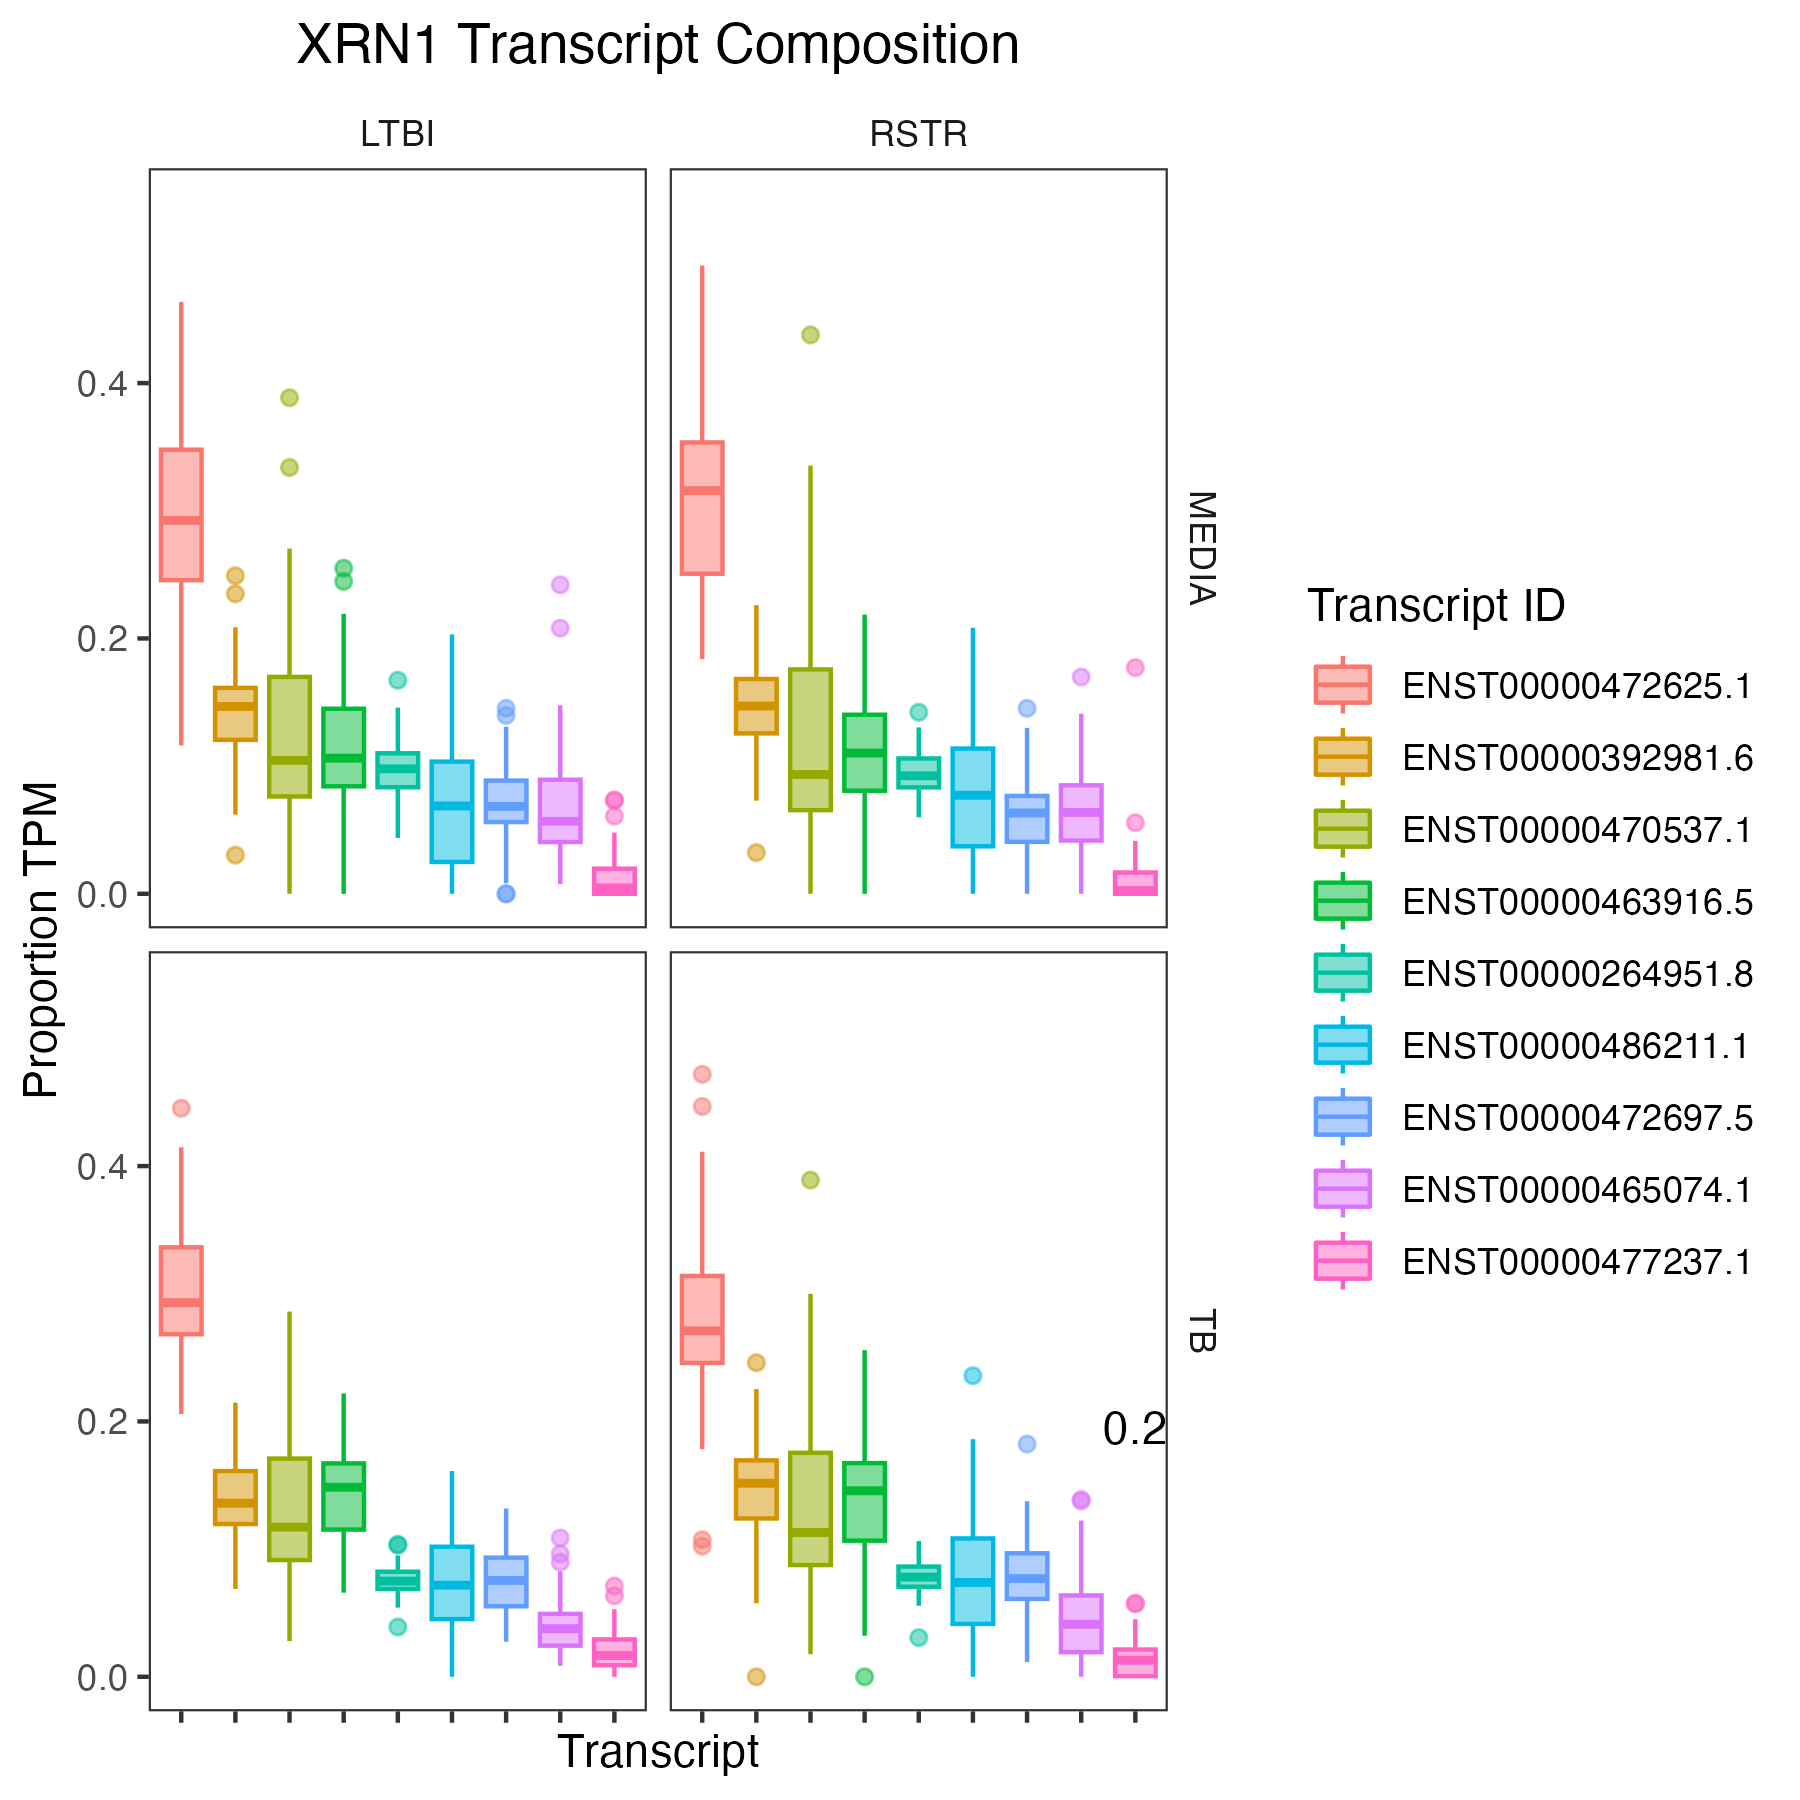 XRN1 Transcript Composition
LTBI
RSTR
MEDIA
TB
Proportion TPM
0.4
0.2
0.0
0.4
0.2
0.0
0.2
Transcript
Transcript ID
ENST00000472625.1
ENST00000392981.6
ENST00000470537.1
ENST00000463916.5
ENST00000264951.8
ENST00000486211.1
ENST00000472697.5
ENST00000465074.1
ENST00000477237.1